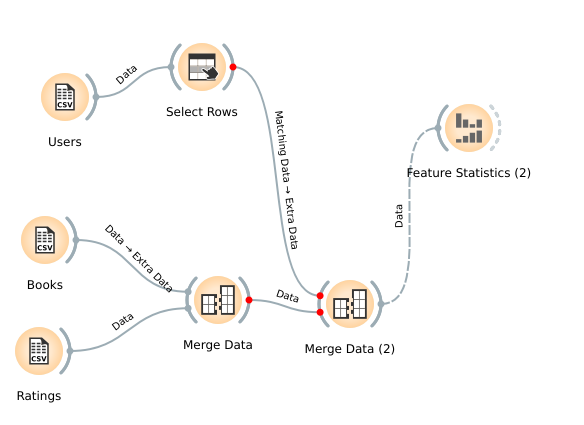 Data
CSV
Users
Select Rows
Matching Data → Extra Data
Feature Statistics (2)
Data
CSV
Books
Data → Extra Data
Data
CSV
Ratings
Merge Data
Data
Merge Data (2)